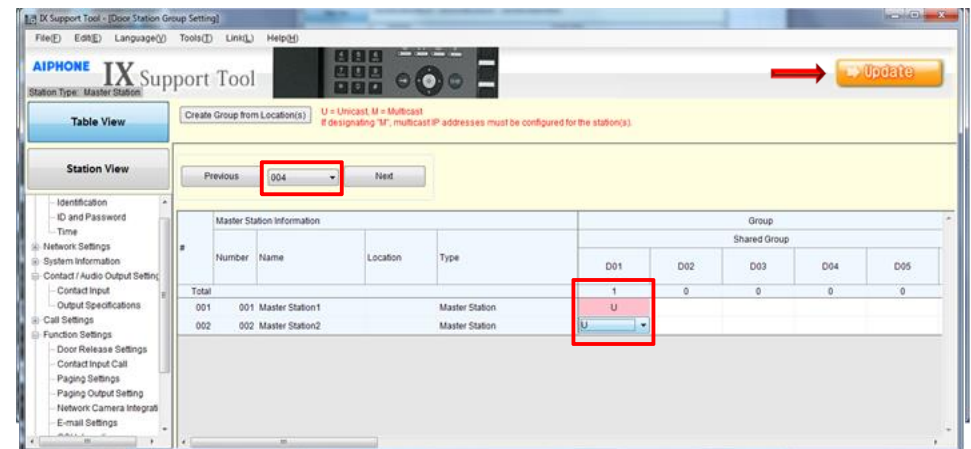 IX Support Tool - [Door Station Group Setting]
File(F) Edit(E) Language(V) Tools(T) Link(L) Help(H)
AIPHONE IX Support Tool
Station Type: Master Station
Update
Table View
Create Group from Location(s)
U = Unicast, M = Multicast
If designating "M", multicast IP addresses must be configured for the station(s).
Station View
Previous 004 Next
Identification
ID and Password
Time
Network Settings
System Information
Contact / Audio Output Setting
Contact Input
Output Specifications
Call Settings
Function Settings
Door Release Settings
Contact Input Call
Paging Settings
Paging Output Setting
Network Camera Integrati
E-mail Settings
Master Station Information Group
Shared Group
# Number Name Location Type D01 D02 D03 D04 D05
Total 1 0 0 0 0
001 001 Master Station1 Master Station U
002 002 Master Station2 Master Station U